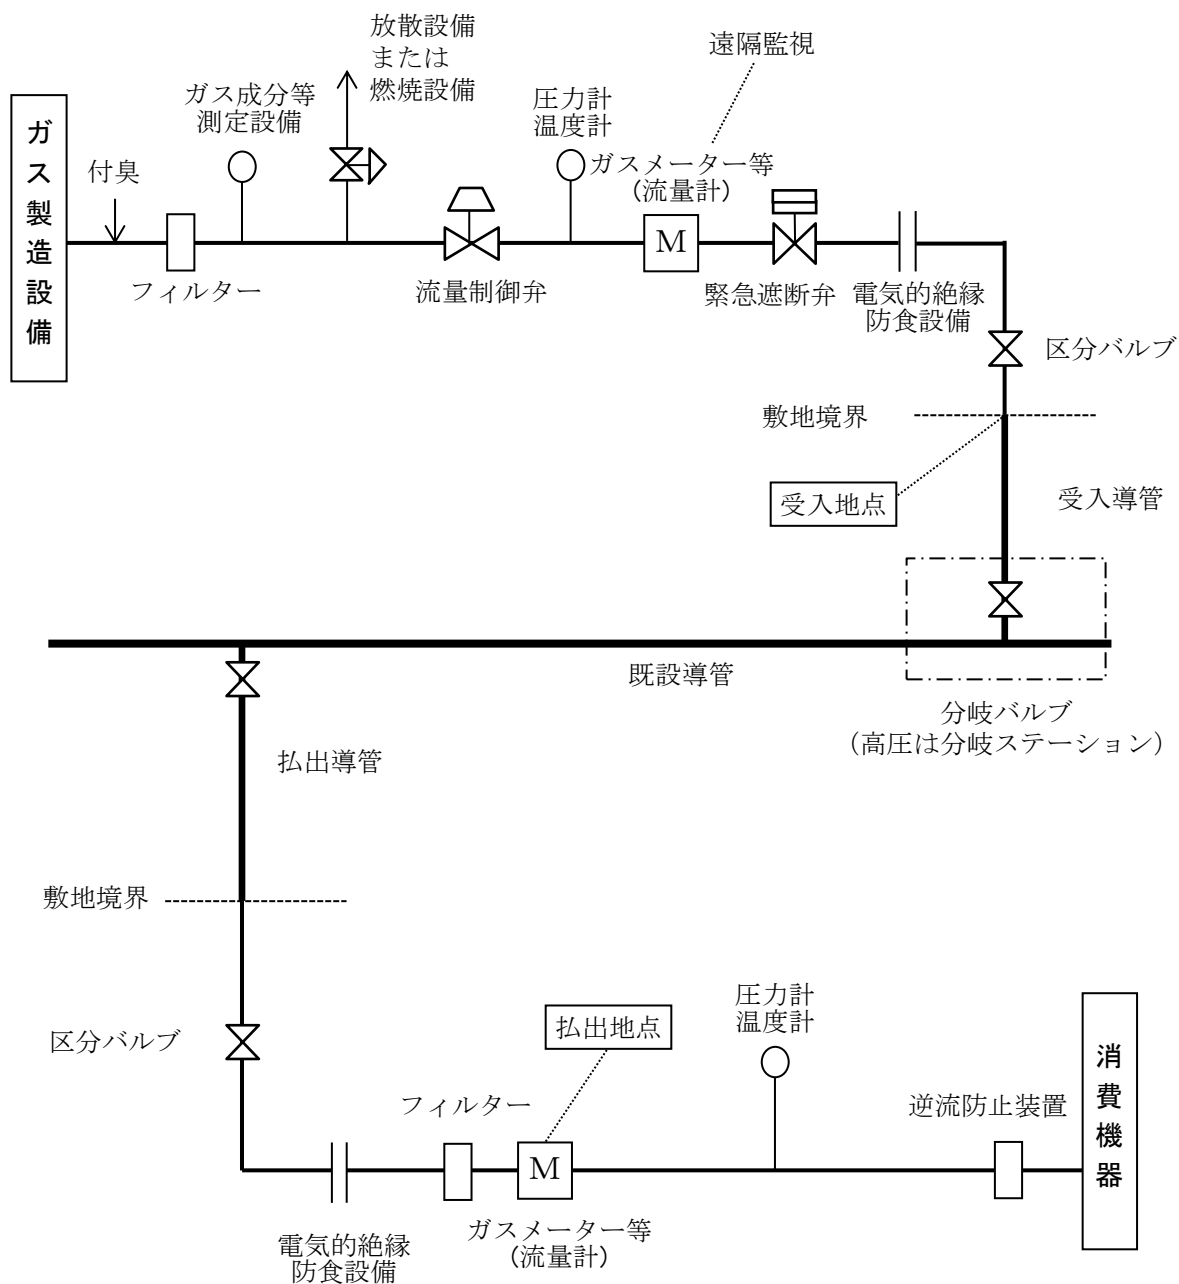 放散設備
または
燃焼設備
遠隔監視
ガス成分等
測定設備
圧力計
温度計
ガス製造設備
付臭
ガスメーター等
(流量計)
M
フィルター
流量制御弁
緊急遮断弁
電気的絶縁
防食設備
区分バルブ
敷地境界
受入地点
受入導管
既設導管
分岐バルブ
(高圧は分岐ステーション)
払出導管
敷地境界
区分バルブ
払出地点
圧力計
温度計
消費機器
フィルター
逆流防止装置
M
ガスメーター等
(流量計)
電気的絶縁
防食設備